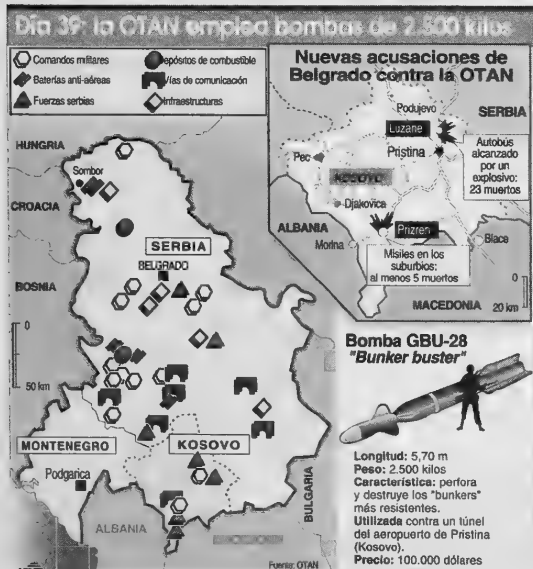 Día 39: la OTAN emplea bombas de 2.500 kilos
Comandos militares
Depósitos de combustible
Baterías anti-aéreas
Vías de comunicación
Fuerzas serbias
Infraestructuras
HUNGRIA
Sombor
CROACIA
SERBIA
BELGRADO
BOSNIA
0
50 km
MONTENEGRO
KOSOVO
Podgarica
ALBANIA
BULGARIA
Fuente: OTAN
Nuevas acusaciones de
Belgrado contra la OTAN
Podujevo
SERBIA
Luzane
Pristina
Autobús
alcanzado
por un
explosivo:
23 muertos
Pec
KOSOVO
Djakovica
ALBANIA
Prizren
Morina
Blace
Misiles en los
suburbios:
al menos 5 muertos
MACEDONIA
0
20 km
Bomba GBU-28
"Bunker buster"
Longitud: 5,70 m
Peso: 2.500 kilos
Característica: perfora
y destruye los "bunkers"
más resistentes.
Utilizada contra un túnel
del aeropuerto de Pristina
(Kosovo).
Precio: 100.000 dólares